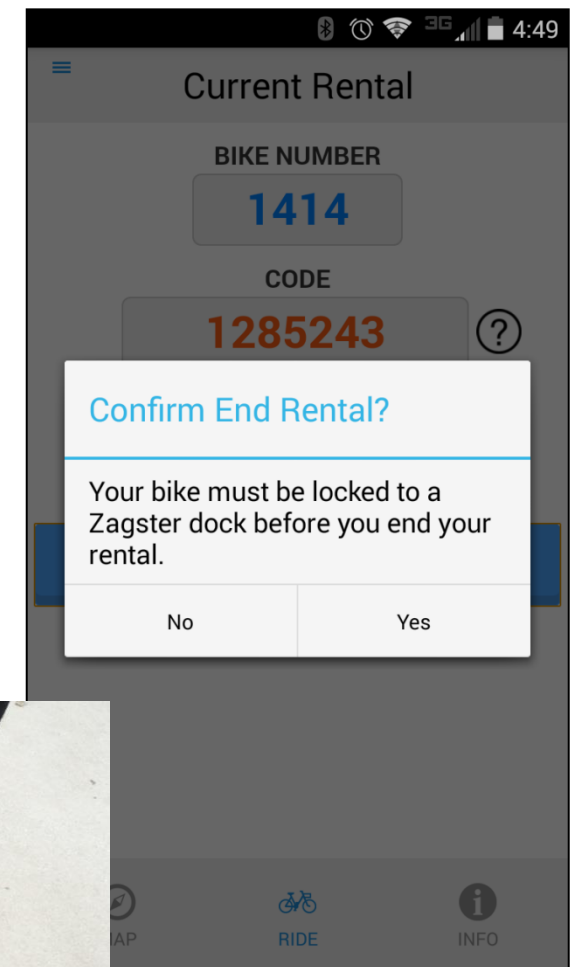 3G 4:49
Current Rental
BIKE NUMBER
1414
CODE
1285243
?
Confirm End Rental?
Your bike must be locked to a
Zagster dock before you end your
rental.
No Yes
RIDE INFO